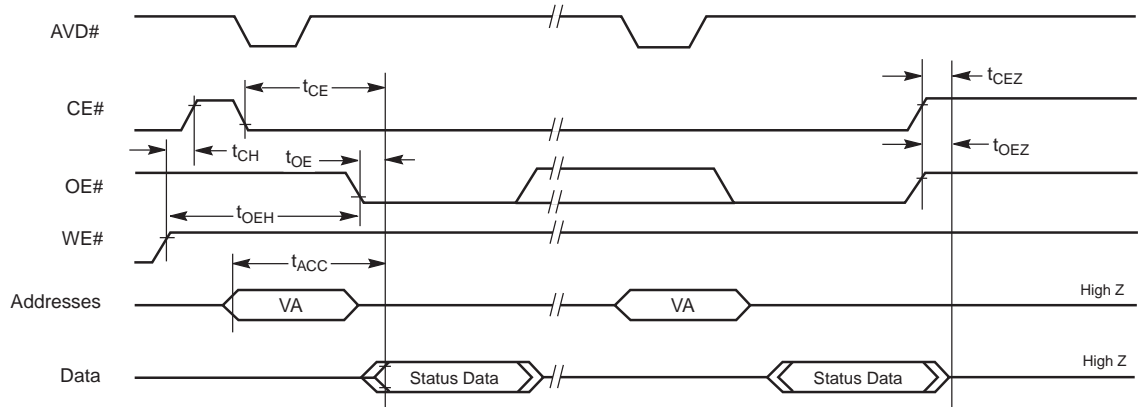 AVD#
CE#
tCE
tCEZ
tCH
tOE
tOEZ
OE#
tOEH
WE#
tACC
Addresses
VA
VA
High Z
Data
Status Data
Status Data
High Z